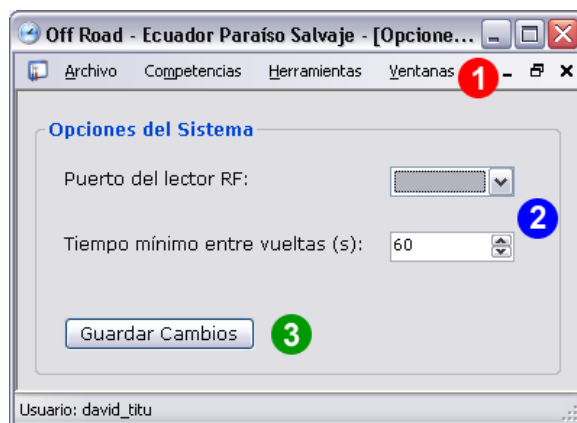 Off Road - Ecuador Paraíso Salvaje - [Opcione...
Archivo Competencias Herramientas Ventanas 1
Opciones del Sistema
Puerto del lector RF:
2
Tiempo mínimo entre vueltas (s): 60
Guardar Cambios 3
Usuario: david_titu